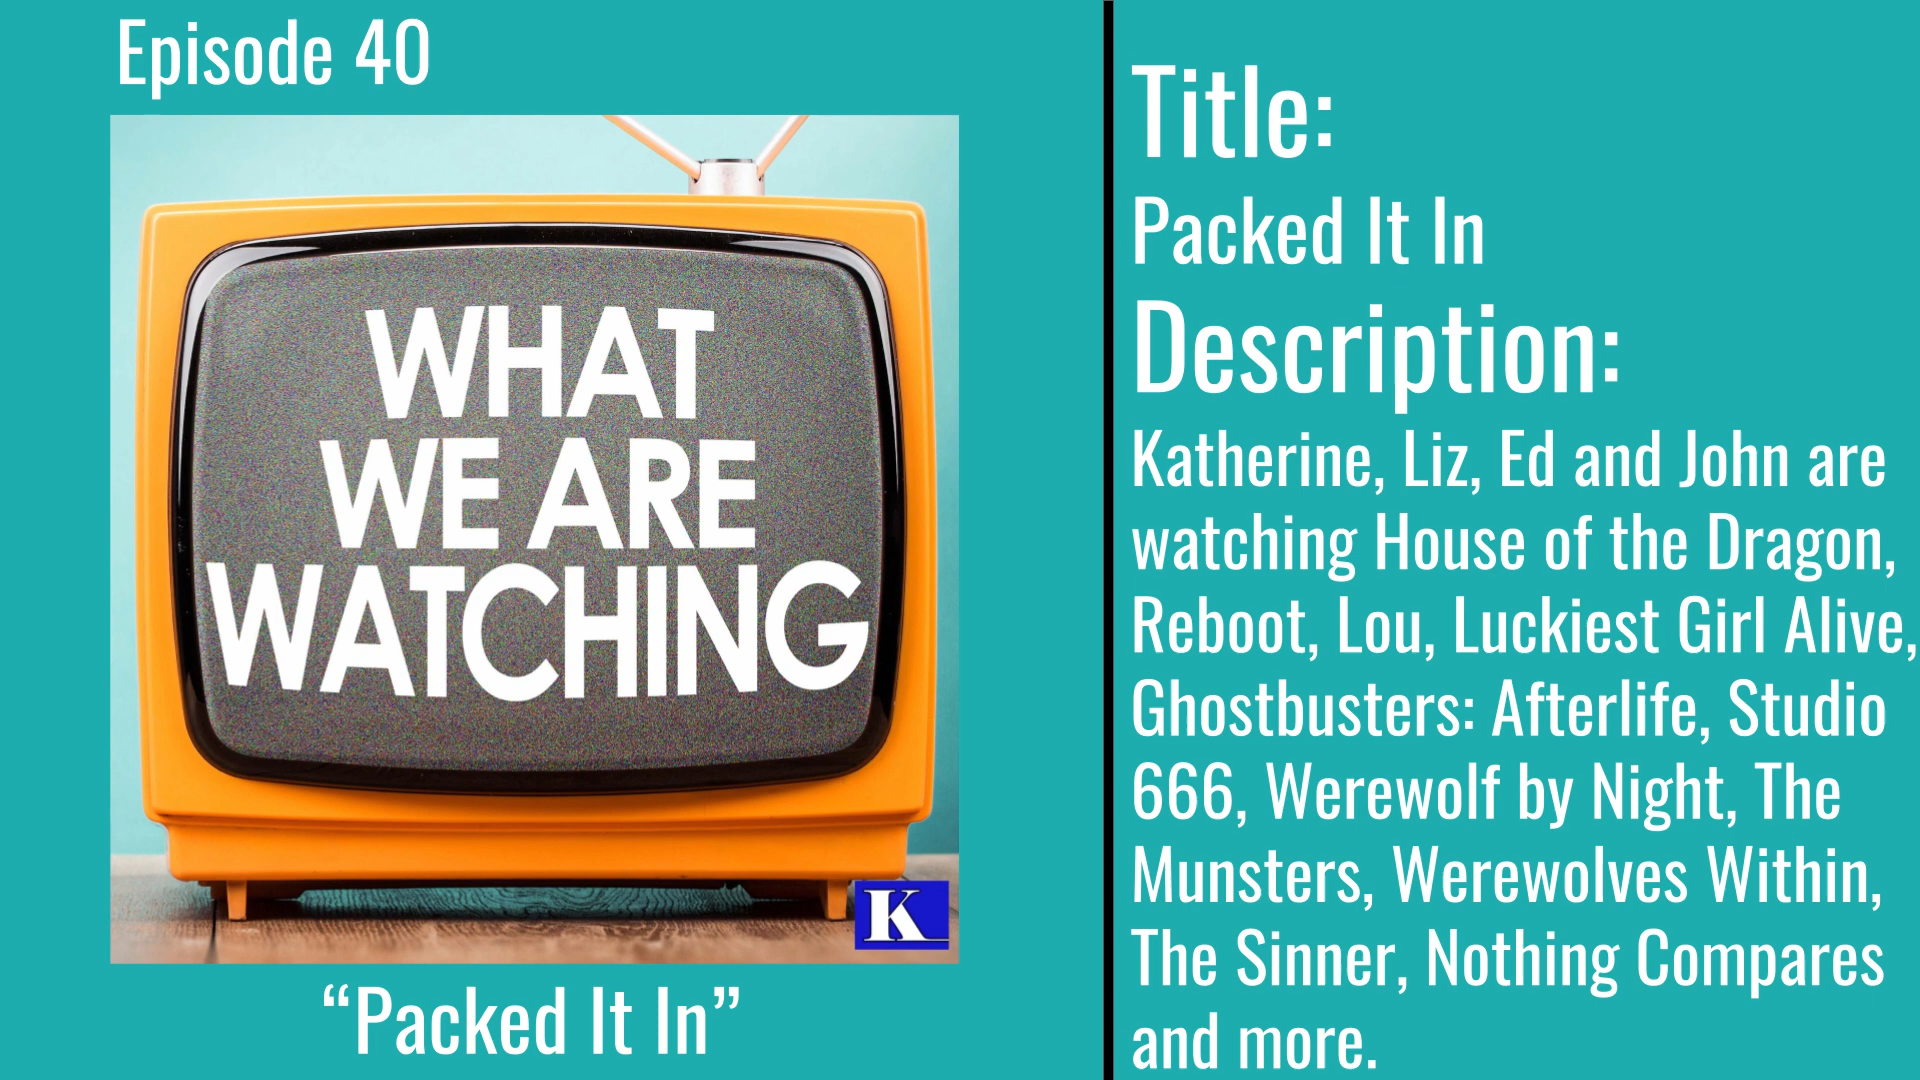 Episode 40
WHAT
WE ARE
WATCHING
K
“Packed It In”
Title:
Packed It In
Description:
Katherine, Liz, Ed and John are
watching House of the Dragon,
Reboot, Lou, Luckiest Girl Alive,
Ghostbusters: Afterlife, Studio
666, Werewolf by Night, The
Munsters, Werewolves Within,
The Sinner, Nothing Compares
and more.